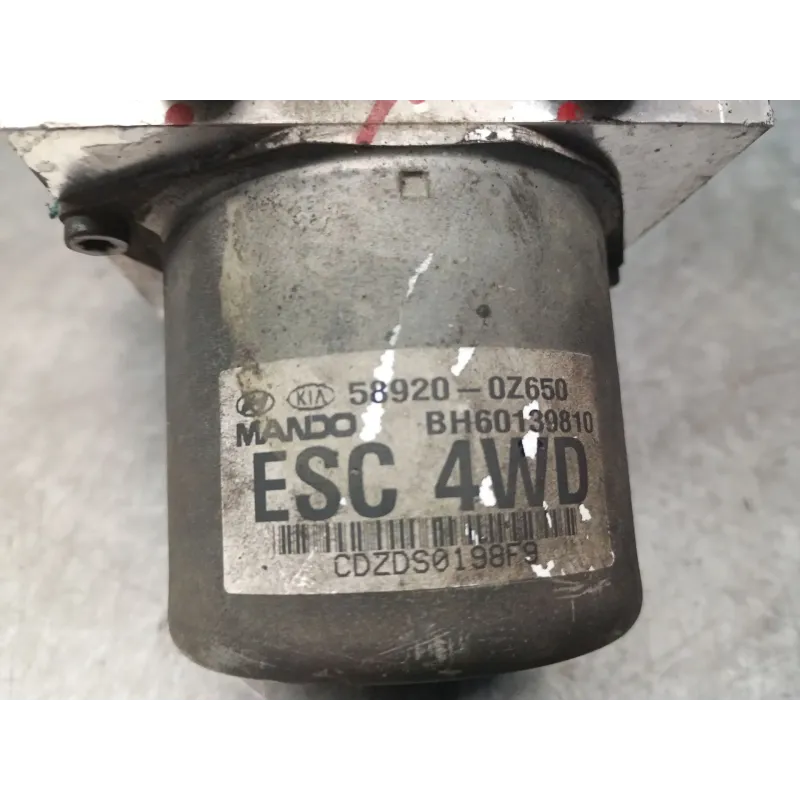 KIA 58920-0Z650
MANDO BH60139810
ESC 4WD
CDZDS0198F9